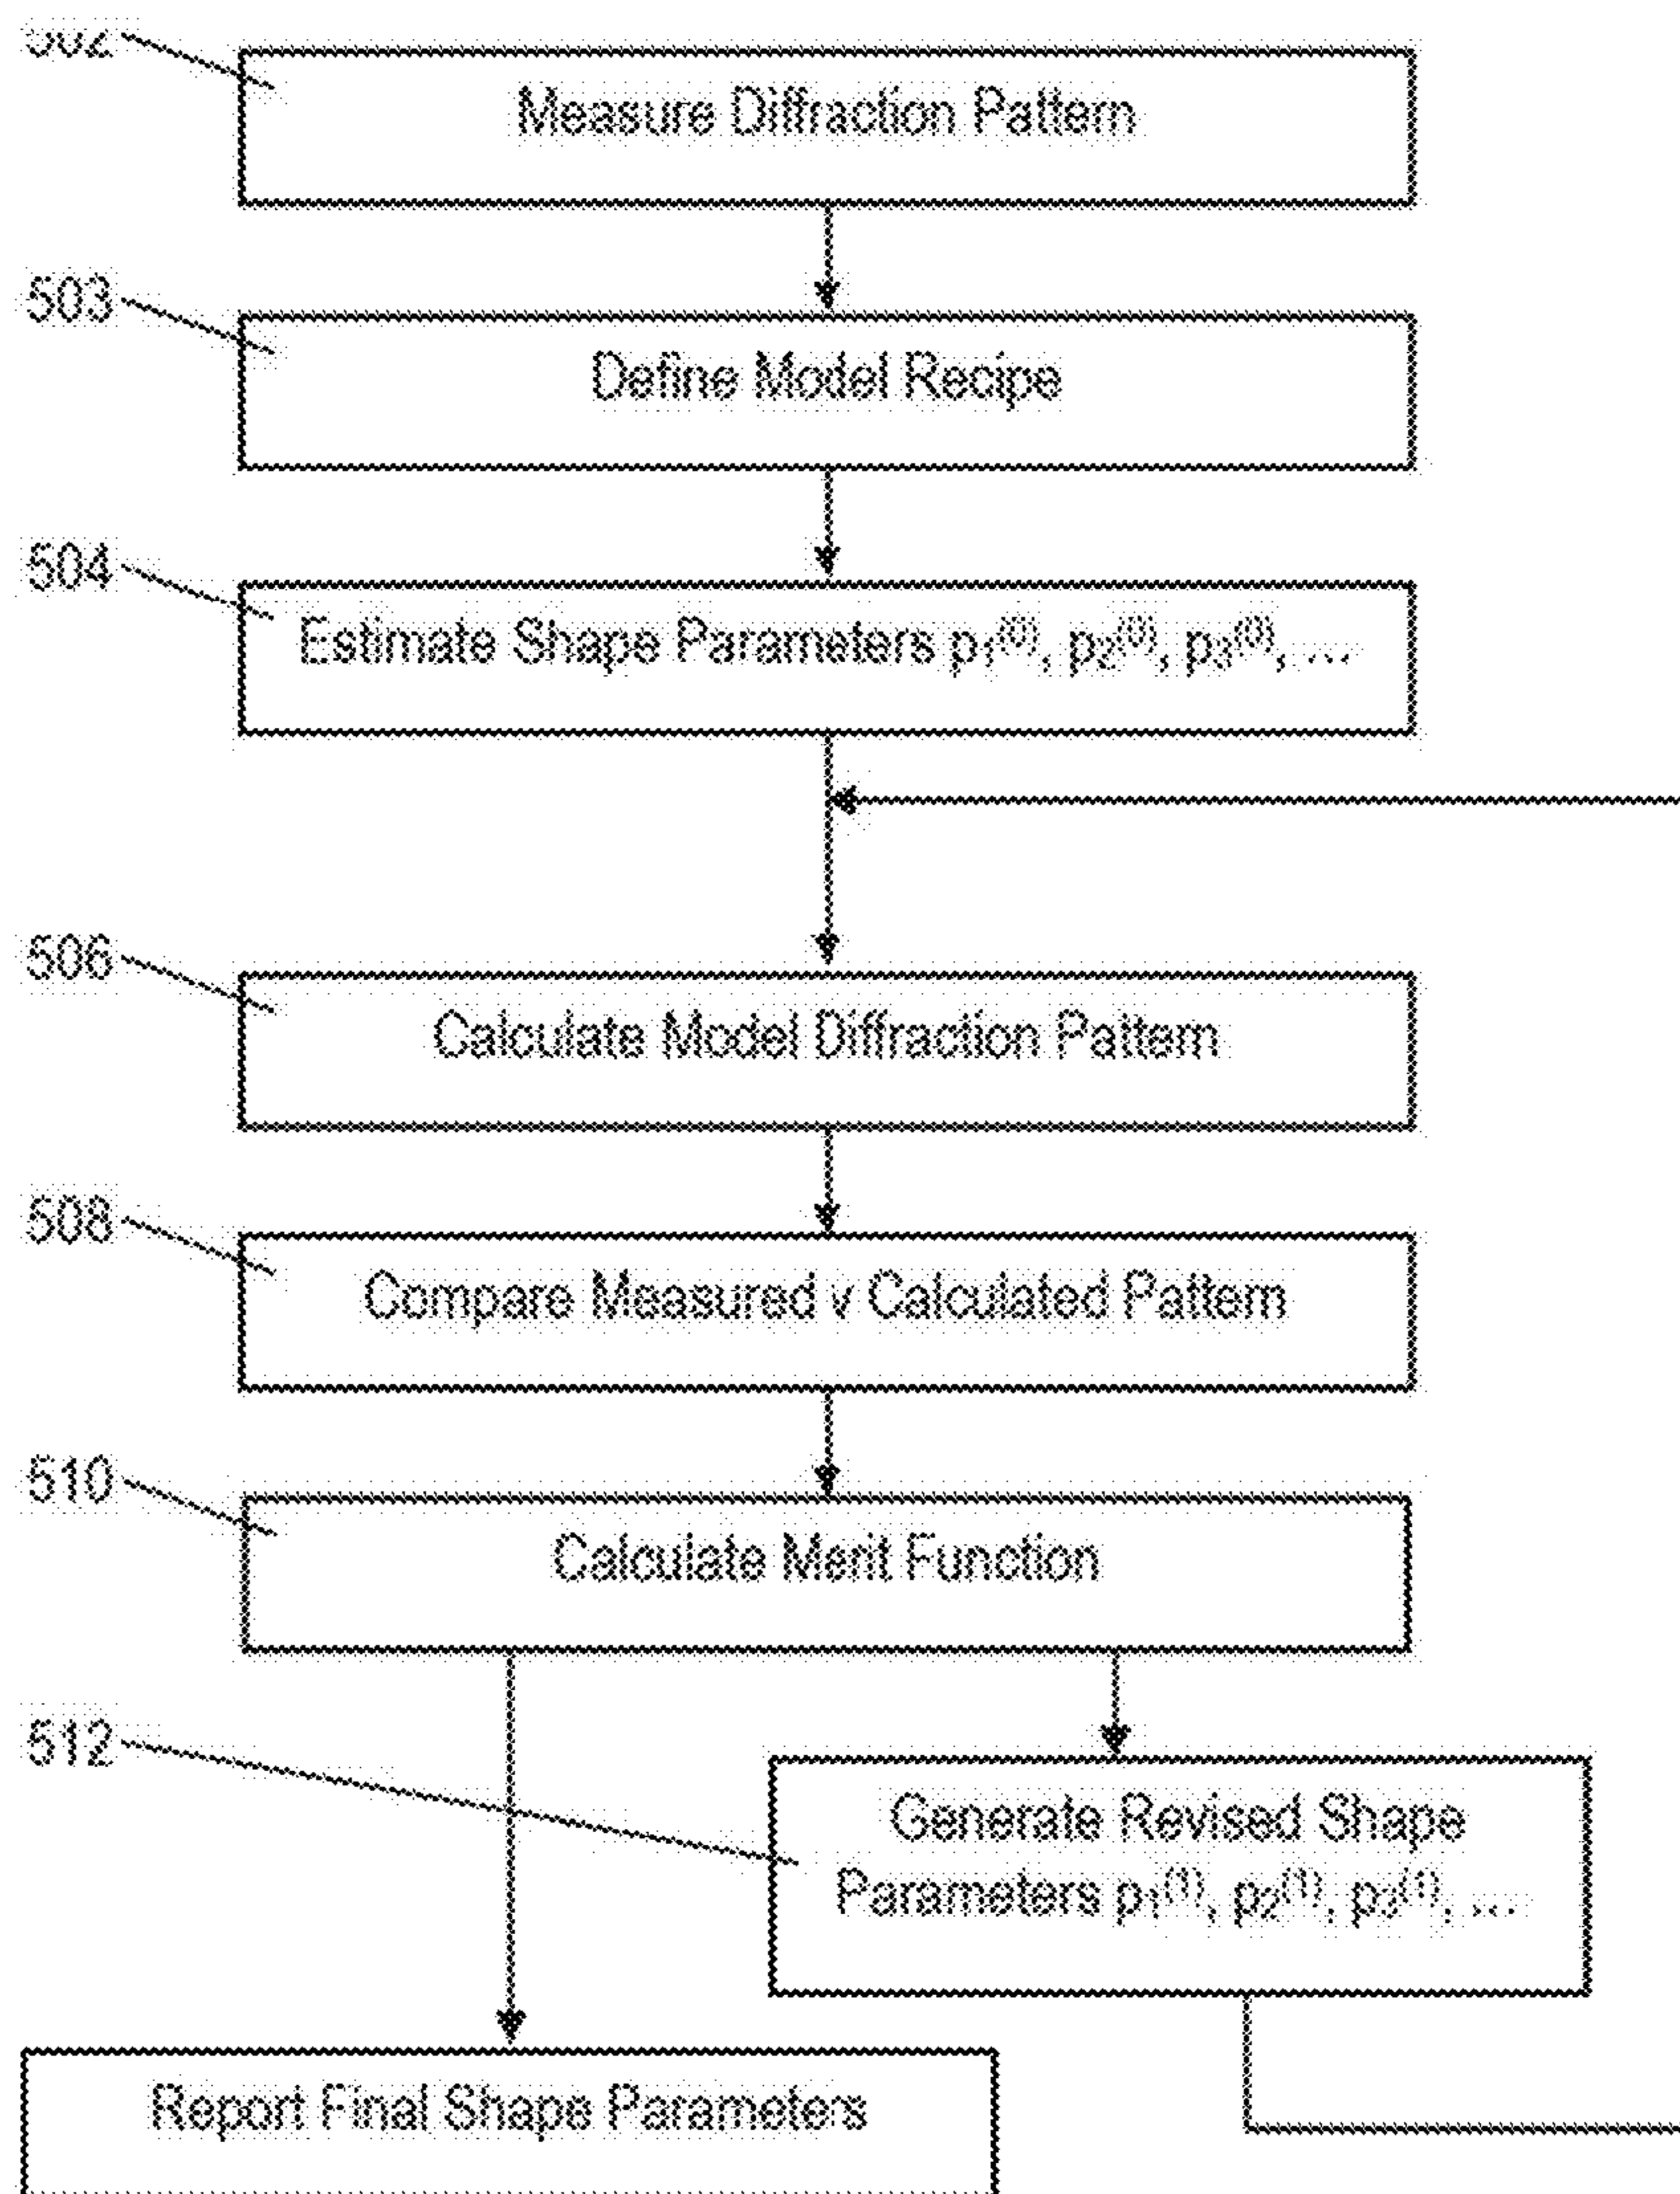 502
Measure Diffraction Pattern
503
Define Model Recipe
504
Estimate Shape Parameters p₁⁽⁰⁾, p₂⁽⁰⁾, p₃⁽⁰⁾, ...
506
Calculate Model Diffraction Pattern
508
Compare Measured v Calculated Pattern
510
Calculate Merit Function
512
Generate Revised Shape
Parameters p₁⁽¹⁾, p₂⁽¹⁾, p₃⁽¹⁾, ...
Report Final Shape Parameters